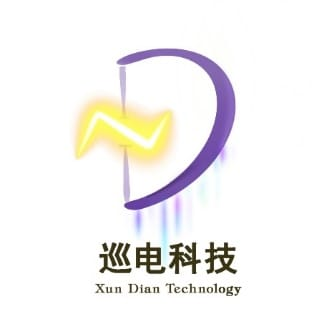 巡电科技
Xun Dian Technology